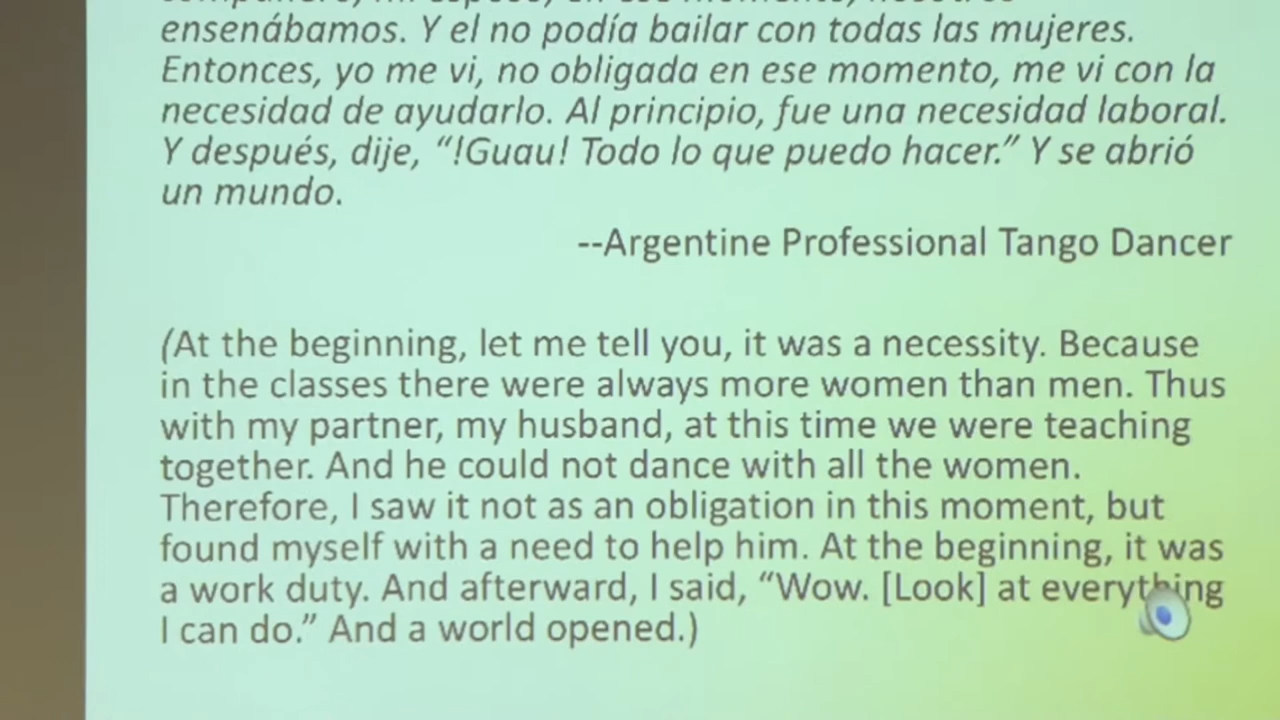 ensenábamos. Y el no podía bailar con todas las mujeres.
Entonces, yo me vi, no obligada en ese momento, me vi con la
necesidad de ayudarlo. Al principio, fue una necesidad laboral.
Y después, dije, “!Guau! Todo lo que puedo hacer.” Y se abrió
un mundo.
--Argentine Professional Tango Dancer
(At the beginning, let me tell you, it was a necessity. Because
in the classes there were always more women than men. Thus
with my partner, my husband, at this time we were teaching
together. And he could not dance with all the women.
Therefore, I saw it not as an obligation in this moment, but
found myself with a need to help him. At the beginning, it was
a work duty. And afterward, I said, “Wow. [Look] at everything
I can do.” And a world opened.)